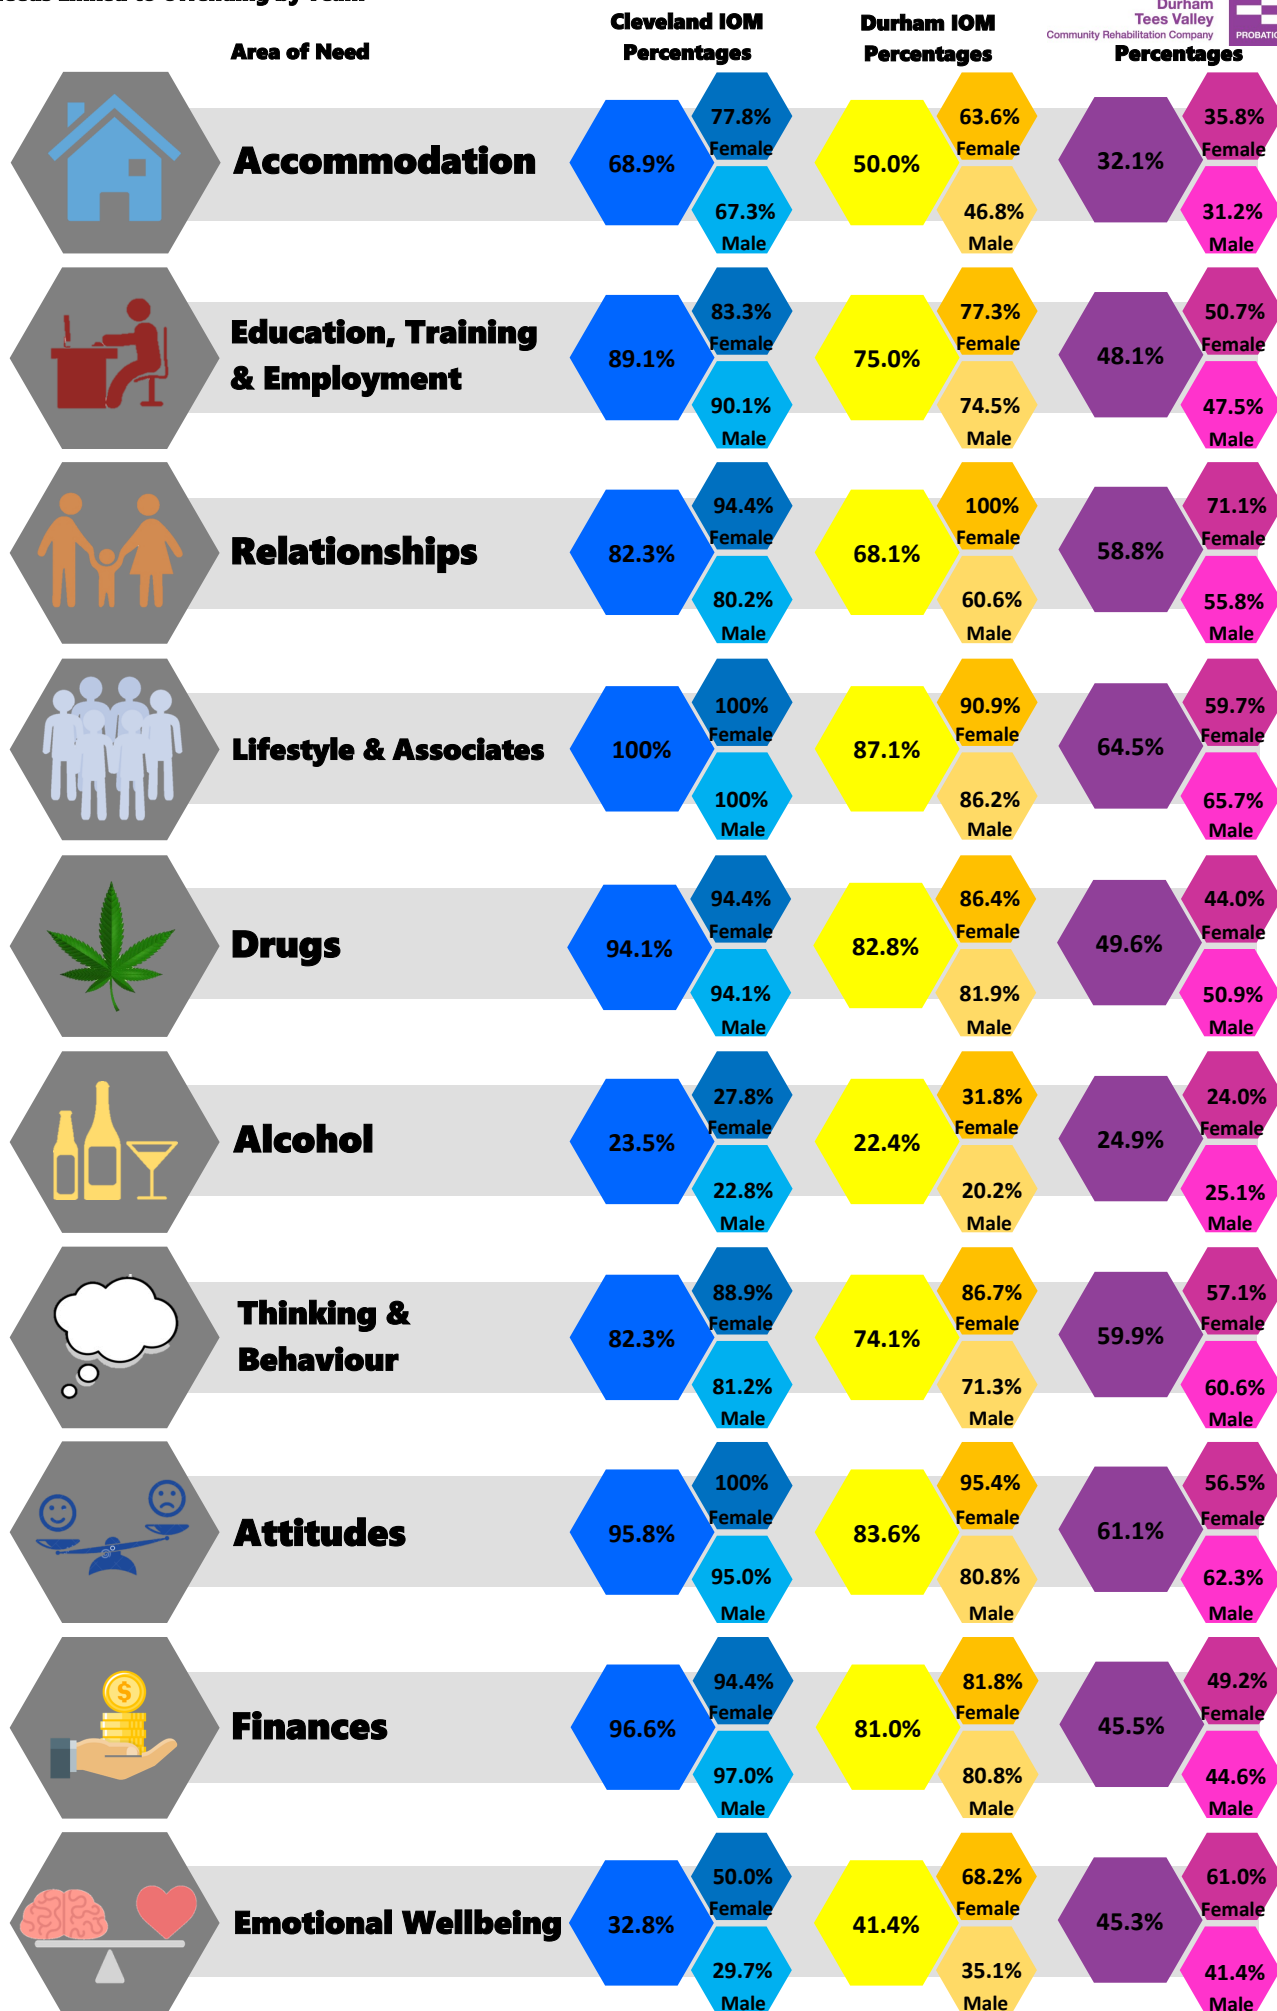 Cleveland IOM
Durham IOM
Durham
Tees Valley
Community Rehabilitation Company
Area of Need
Percentages
Percentages
Percentages
Accommodation
68.9%
77.8%
Female
67.3%
Male
50.0%
63.6%
Female
46.8%
Male
32.1%
35.8%
Female
31.2%
Male
Education, Training
& Employment
89.1%
83.3%
Female
90.1%
Male
75.0%
77.3%
Female
74.5%
Male
48.1%
50.7%
Female
47.5%
Male
Relationships
82.3%
94.4%
Female
80.2%
Male
68.1%
100%
Female
60.6%
Male
58.8%
71.1%
Female
55.8%
Male
Lifestyle & Associates
100%
100%
Female
100%
Male
87.1%
90.9%
Female
86.2%
Male
64.5%
59.7%
Female
65.7%
Male
Drugs
94.1%
94.4%
Female
94.1%
Male
82.8%
86.4%
Female
81.9%
Male
49.6%
44.0%
Female
50.9%
Male
Alcohol
23.5%
27.8%
Female
22.8%
Male
22.4%
31.8%
Female
20.2%
Male
24.9%
24.0%
Female
25.1%
Male
Thinking &
Behaviour
82.3%
88.9%
Female
81.2%
Male
74.1%
86.7%
Female
71.3%
Male
59.9%
57.1%
Female
60.6%
Male
Attitudes
95.8%
100%
Female
95.0%
Male
83.6%
95.4%
Female
80.8%
Male
61.1%
56.5%
Female
62.3%
Male
Finances
96.6%
94.4%
Female
97.0%
Male
81.0%
81.8%
Female
80.8%
Male
45.5%
49.2%
Female
44.6%
Male
Emotional Wellbeing
32.8%
50.0%
Female
29.7%
Male
41.4%
68.2%
Female
35.1%
Male
45.3%
61.0%
Female
41.4%
Male